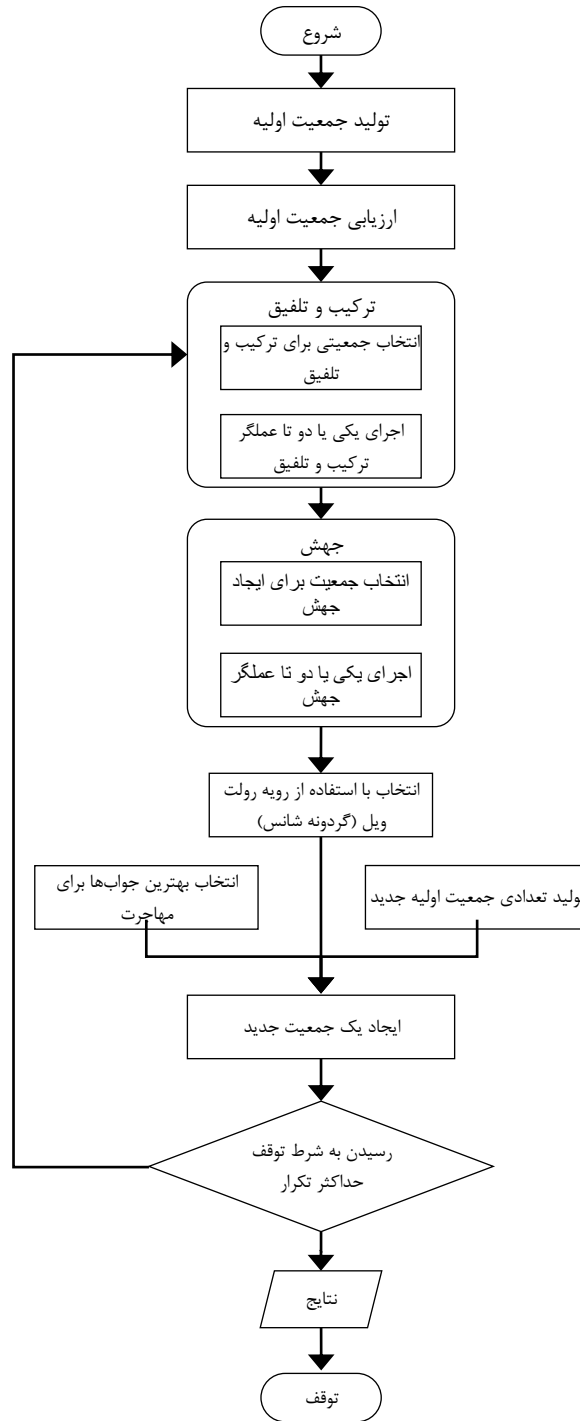 شروع
تولید جمعیت اولیه
ارزیابی جمعیت اولیه
ترکیب و تلفیق
انتخاب جمعیتی برای ترکیب و
تلفیق
اجرای یکی یا دو تا عملگر
ترکیب و تلفیق
جهش
انتخاب جمعیت برای ایجاد
جهش
اجرای یکی یا دو تا عملگر
جهش
انتخاب با استفاده از رویه رولت
ویل (گردونه شانس)
انتخاب بهترین جواب‌ها برای
مهاجرت
ولید تعدادی جمعیت اولیه جدید
ایجاد یک جمعیت جدید
رسیدن به شرط توقف
حداکثر تکرار
نتایج
توقف